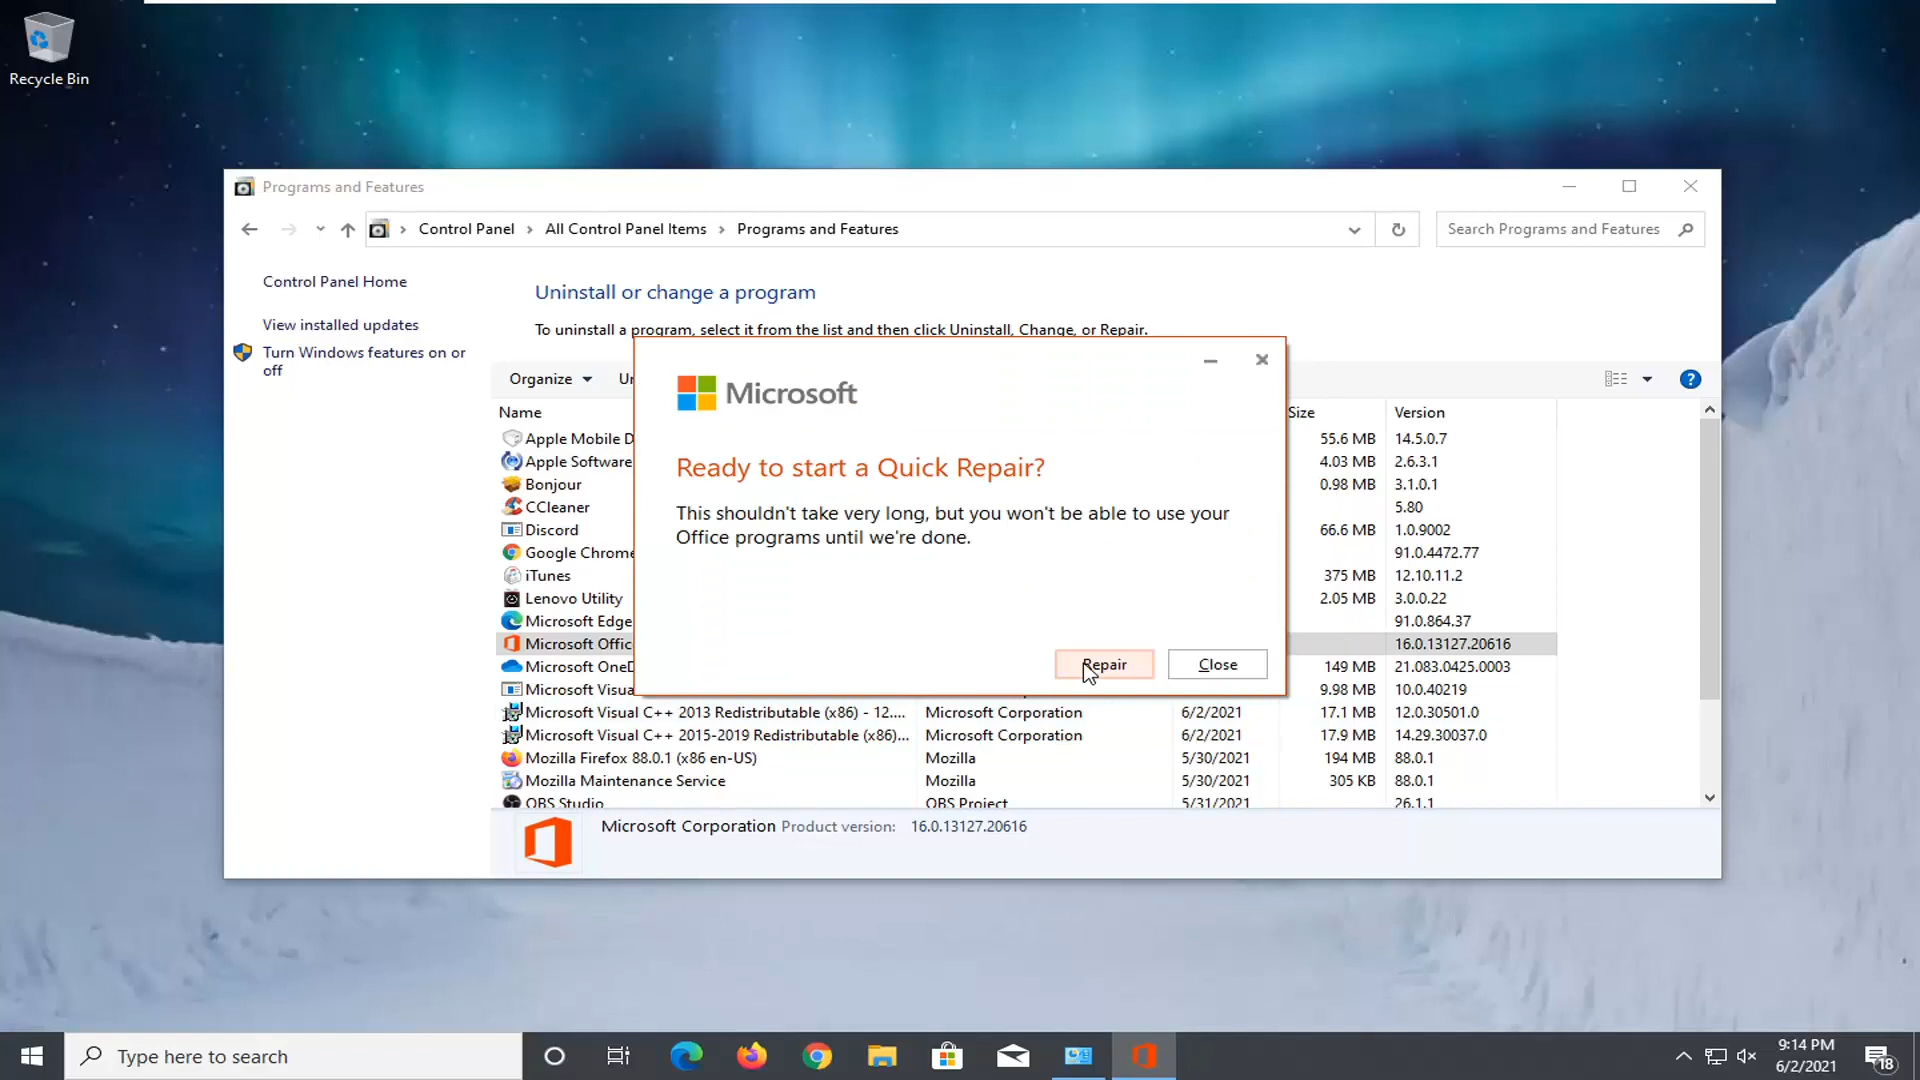 Recycle Bin
Programs and Features
Control Panel
All Control Panel Items
Programs and Features
Search Programs and Features
Control Panel Home
View installed updates
Turn Windows features on or
off
Uninstall or change a program
To uninstall a program, select it from the list and then click Uninstall, Change, or Repair.
Organize
Name
Size
Version
Apple Mobile D
55.6 MB
14.5.0.7
Apple Software
4.03 MB
2.6.3.1
Bonjour
0.98 MB
3.1.0.1
CCleaner
5.80
Discord
66.6 MB
1.0.9002
Google Chrome
91.0.4472.77
iTunes
375 MB
12.10.11.2
Lenovo Utility
2.05 MB
3.0.0.22
Microsoft Edge
91.0.864.37
Microsoft Offic
16.0.13127.20616
Microsoft OneD
149 MB
21.083.0425.0003
Microsoft Visua
9.98 MB
10.0.40219
Microsoft Visual C++ 2013 Redistributable (x86) - 12....
Microsoft Corporation
6/2/2021
17.1 MB
12.0.30501.0
Microsoft Visual C++ 2015-2019 Redistributable (x86)...
Microsoft Corporation
6/2/2021
17.9 MB
14.29.30037.0
Mozilla Firefox 88.0.1 (x86 en-US)
Mozilla
5/30/2021
194 MB
88.0.1
Mozilla Maintenance Service
Mozilla
5/30/2021
305 KB
88.0.1
OBS Studio
OBS Project
5/31/2021
26.1.1
Microsoft
Ready to start a Quick Repair?
This shouldn't take very long, but you won't be able to use your
Office programs until we're done.
Repair
Close
Microsoft Corporation Product version: 16.0.13127.20616
Type here to search
9:14 PM
6/2/2021
18